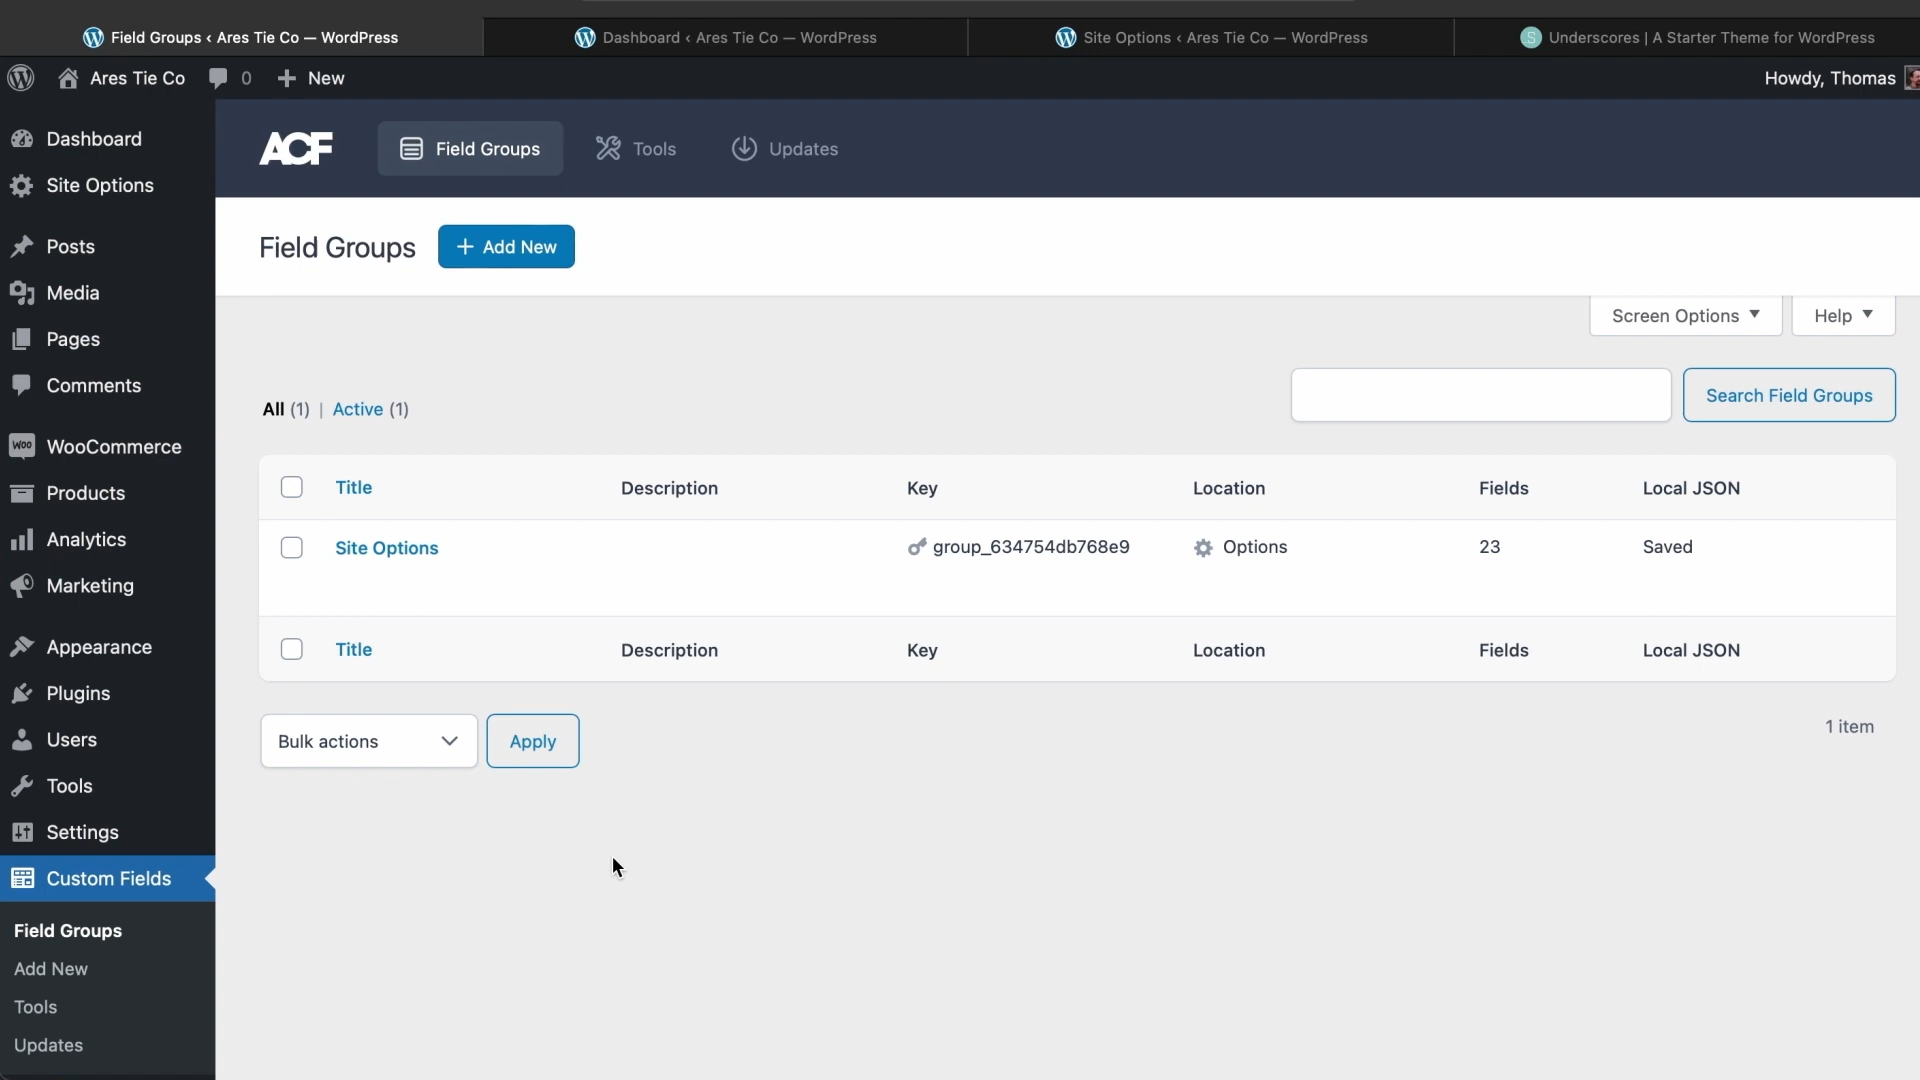 Field Groups ‹ Ares Tie Co — WordPress
Dashboard ‹ Ares Tie Co — WordPress
Site Options ‹ Ares Tie Co — WordPress
S Underscores | A Starter Theme for WordPress
Ares Tie Co 0 + New
Howdy, Thomas
Dashboard
Site Options
Posts
Media
Pages
Comments
WooCommerce
Products
Analytics
Marketing
Appearance
Plugins
Users
Tools
Settings
Custom Fields
Field Groups
Add New
Tools
Updates
ACF Field Groups Tools Updates
Field Groups + Add New
Screen Options ▼ Help ▼
All (1) | Active (1)
Search Field Groups
Title Description Key Location Fields Local JSON
Site Options group_634754db768e9 Options 23 Saved
Title Description Key Location Fields Local JSON
Bulk actions Apply
1 item